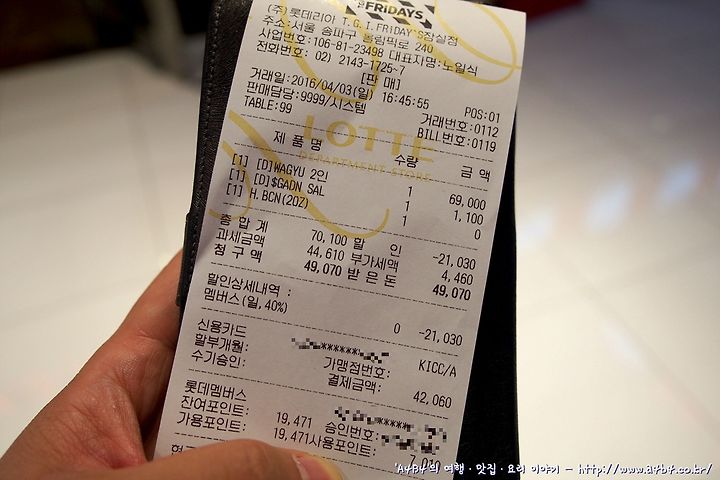 FRIDAYS
(주)롯데리아 T.G.I.FRIDAY'S잠실점
주소:서울 송파구 올림픽로 240
사업번호:106-81-23498 대표자명:노일식
전화번호: 02) 2143-1725~7
[판 매]
거래일:2016/04/03(일) 16:45:55 POS:01
판매담당:9999/시스템 거래번호:0112
TABLE:99 BILL번호:0119
LOTTE
DEPARTMENT STORE
제 품 명 수량 금 액
[1] [D]WAGYU 2인 1 69,000
[1] [D]$GADN SAL 1 1,100
[1] H.BCN(2OZ) 1 0
총 합 계 70,100 할 인 -21,030
과세금액 44,610 부가세액 4,460
청 구 액 49,070 받 은 돈 49,070
할인상세내역 :
멤버스(일,40%) 0 -21,030
신용카드 KICC/A
할부개월: 가맹점번호:
수기승인: 결제금액: 42,060
롯데멤버스
잔여포인트: 19,471 승인번호:
가용포인트: 19,471 사용포인트: 7,010
'A4B4'의 여행·맛집·요리 이야기 - http://www.a4b4.co.kr/